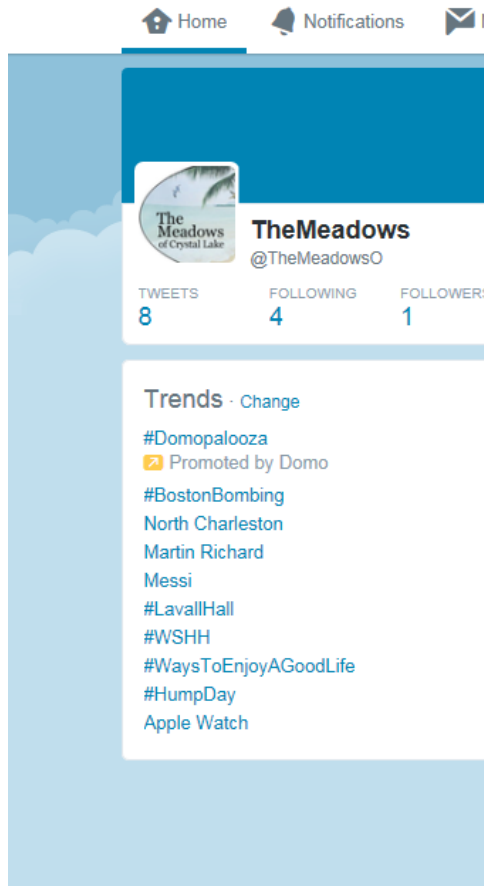 Home Notifications
The
Meadows
of Crystal Lake
TheMeadows
@TheMeadowsO
TWEETS FOLLOWING FOLLOWERS
8 4 1
Trends · Change
#Domopalooza
Promoted by Domo
#BostonBombing
North Charleston
Martin Richard
Messi
#LavallHall
#WSHH
#WaysToEnjoyAGoodLife
#HumpDay
Apple Watch